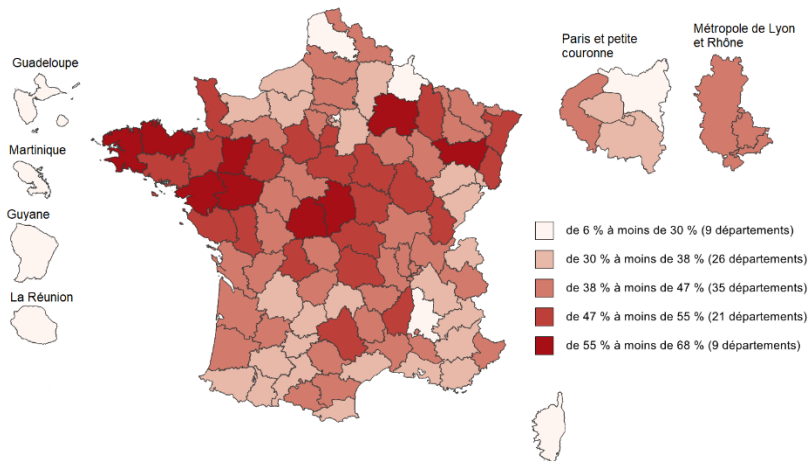 Guadeloupe
Martinique
Guyane
La Réunion
Paris et petite
couronne
Métropole de Lyon
et Rhône
de 6 % à moins de 30 % (9 départements)
de 30 % à moins de 38 % (26 départements)
de 38 % à moins de 47 % (35 départements)
de 47 % à moins de 55 % (21 départements)
de 55 % à moins de 68 % (9 départements)